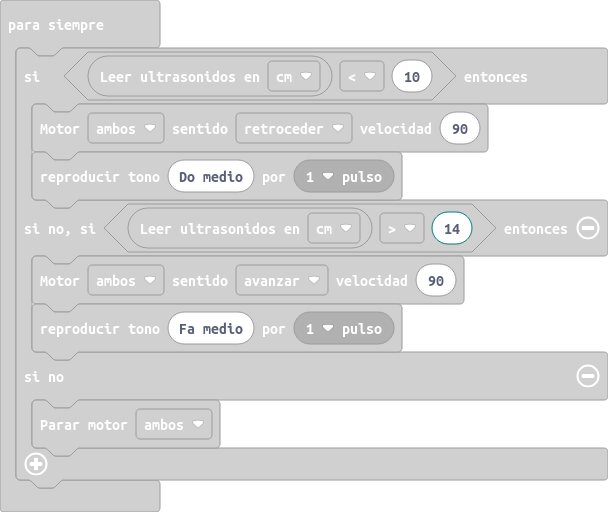 para siempre
si Leer ultrasonidos en cm < 10 entonces
Motor ambos sentido retroceder velocidad 90
reproducir tono Do medio por 1 pulso
si no, si Leer ultrasonidos en cm > 14 entonces
Motor ambos sentido avanzar velocidad 90
reproducir tono Fa medio por 1 pulso
si no
Parar motor ambos